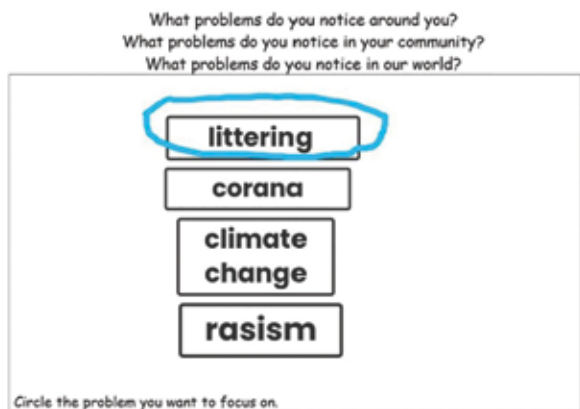 What problems do you notice around you?
What problems do you notice in your community?
What problems do you notice in our world?
littering
corana
climate
change
rasism
Circle the problem you want to focus on.